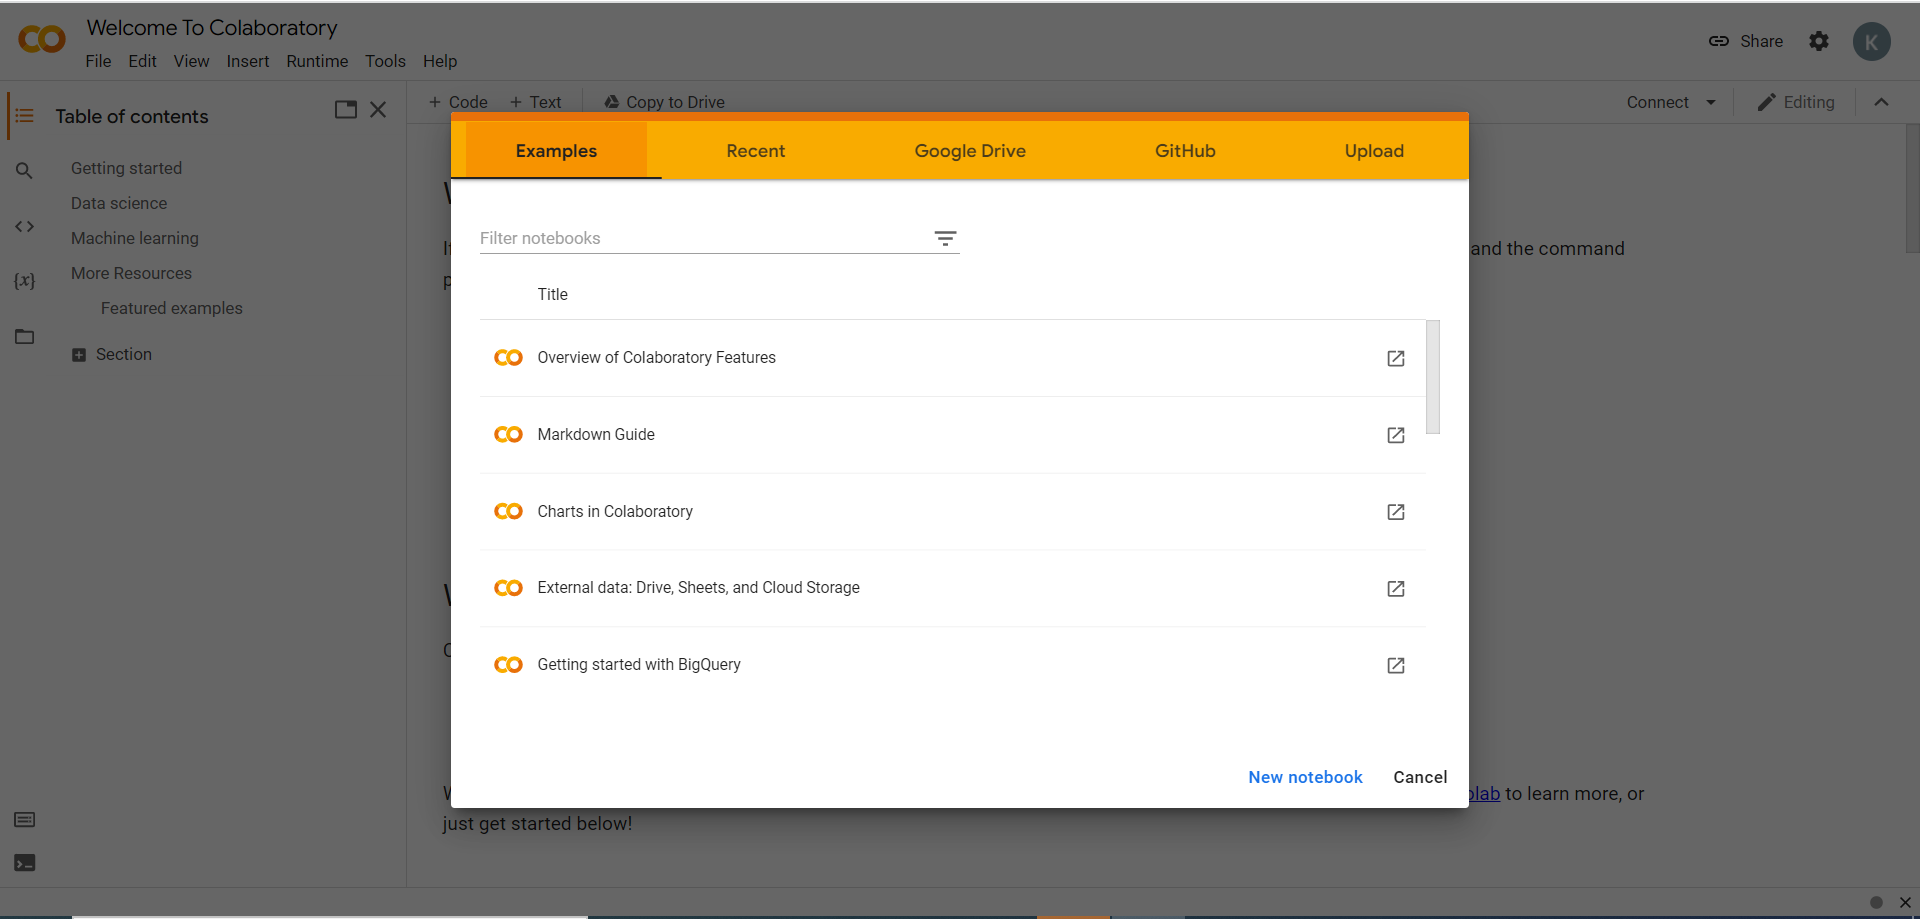 Welcome To Colaboratory
File Edit View Insert Runtime Tools Help
Share
K
Table of contents
Getting started
Data science
Machine learning
More Resources
Featured examples
Section
+ Code + Text Copy to Drive
Connect Editing
Examples Recent Google Drive GitHub Upload
Filter notebooks
Title
Overview of Colaboratory Features
Markdown Guide
Charts in Colaboratory
External data: Drive, Sheets, and Cloud Storage
Getting started with BigQuery
New notebook Cancel
and the command
to learn more, or
just get started below!